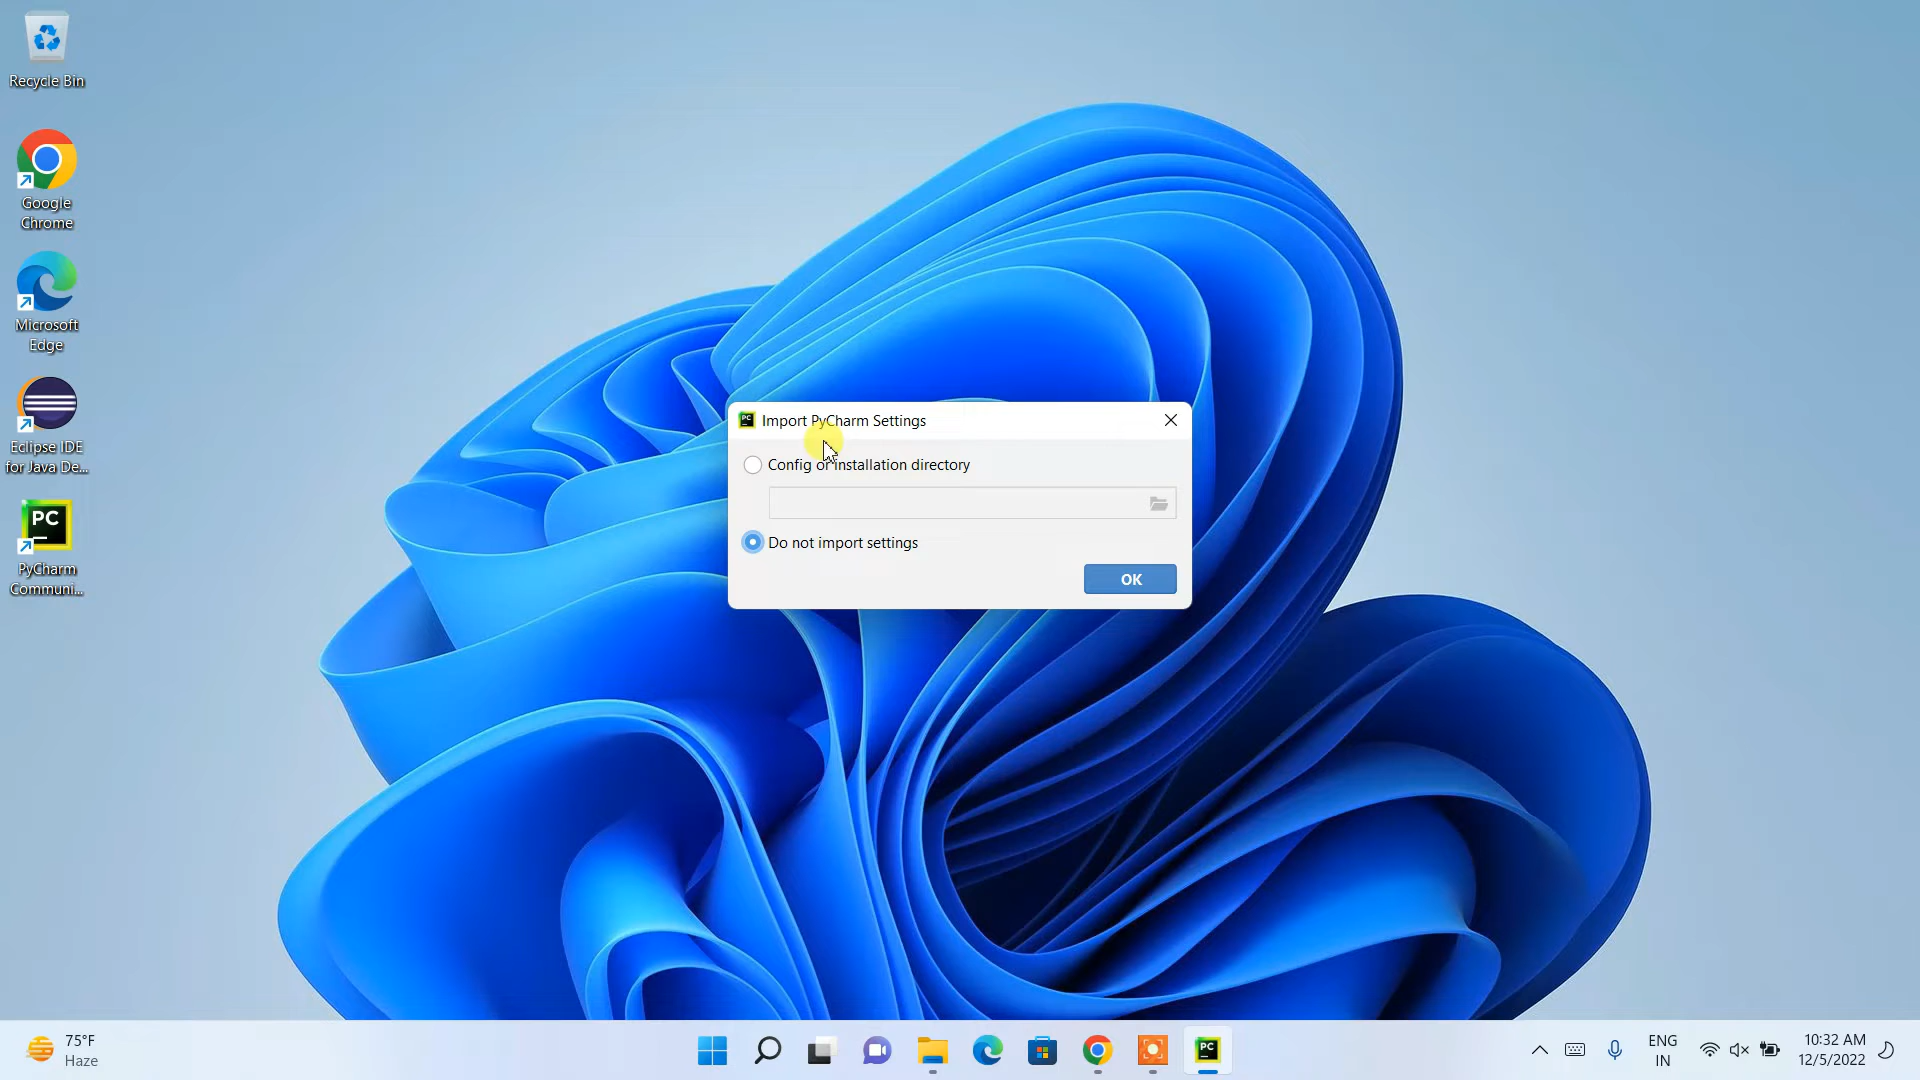 Recycle Bin
Google
Chrome
Microsoft
Edge
Eclipse IDE
for Java De...
PC
PyCharm
Communi...
PC
Import PyCharm Settings
Config or installation directory
Do not import settings
OK
75°F
Haze
PC
ENG
IN
10:32 AM
12/5/2022